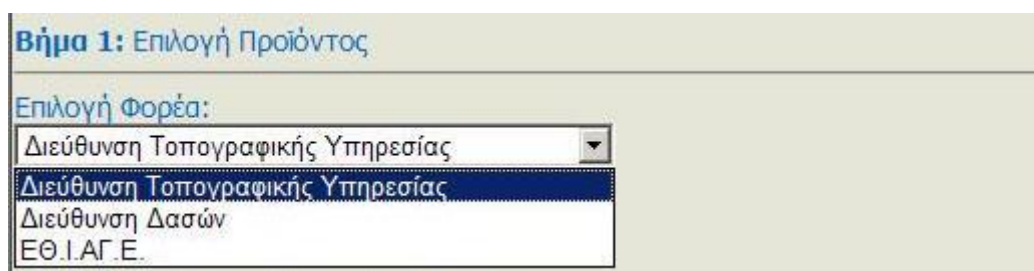 Βήμα 1: Επιλογή Προϊόντος
Επιλογή Φορέα:
Διεύθυνση Τοπογραφικής Υπηρεσίας
Διεύθυνση Τοπογραφικής Υπηρεσίας
Διεύθυνση Δασών
ΕΘ.Ι.ΑΓ.Ε.